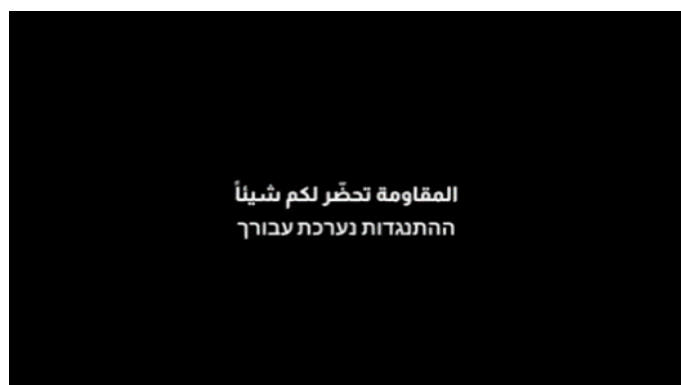 المقاومة تحضّر لكم شيئاً
ההתנגדות נערכת עבורך